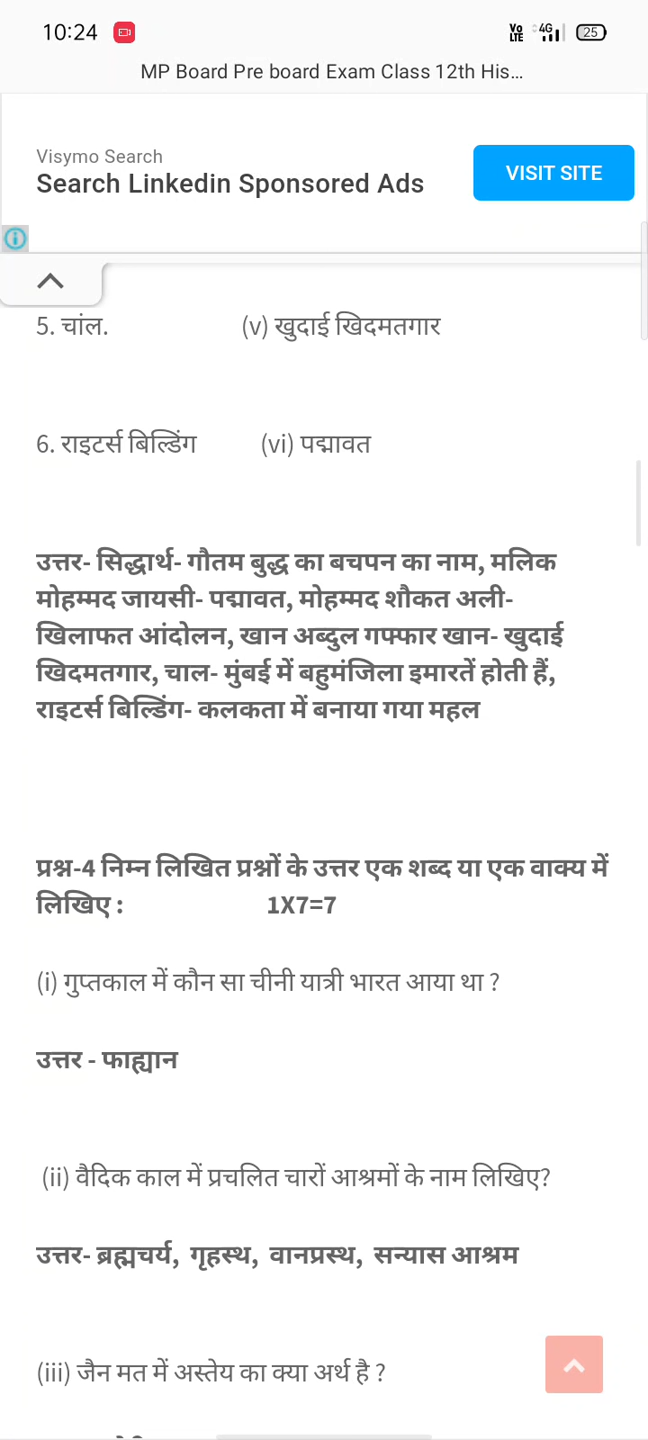 10:24
Vo LTE 4G 25
MP Board Pre board Exam Class 12th His...
Visymo Search
Search Linkedin Sponsored Ads
VISIT SITE
5. चांल. (v) खुदाई खिदमतगार
6. राइटर्स बिल्डिंग (vi) पद्मावत
उत्तर- सिद्धार्थ- गौतम बुद्ध का बचपन का नाम, मलिक
मोहम्मद जायसी- पद्मावत, मोहम्मद शौकत अली-
खिलाफत आंदोलन, खान अब्दुल गफ्फार खान- खुदाई
खिदमतगार, चाल- मुंबई में बहुमंजिला इमारतें होती हैं,
राइटर्स बिल्डिंग- कलकता में बनाया गया महल
प्रश्न-4 निम्न लिखित प्रश्नों के उत्तर एक शब्द या एक वाक्य में
लिखिए : 1X7=7
(i) गुप्तकाल में कौन सा चीनी यात्री भारत आया था ?
उत्तर - फाह्यान
(ii) वैदिक काल में प्रचलित चारों आश्रमों के नाम लिखिए?
उत्तर- ब्रह्मचर्य, गृहस्थ, वानप्रस्थ, सन्यास आश्रम
(iii) जैन मत में अस्तेय का क्या अर्थ है ?